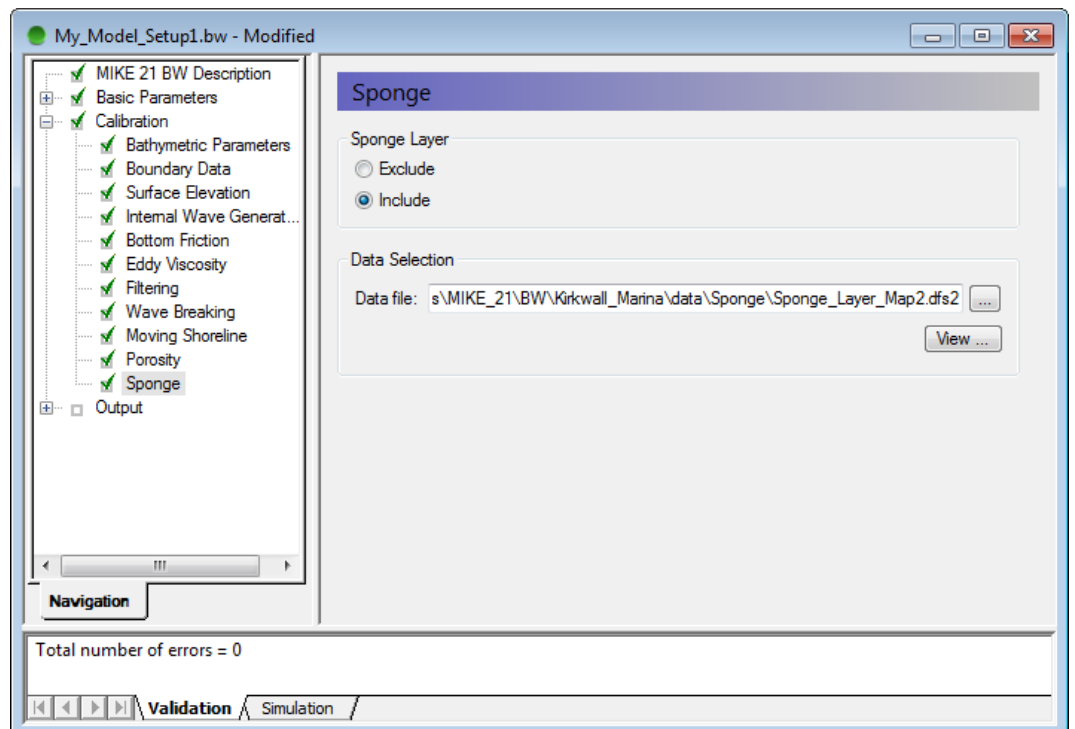 My_Model_Setup1.bw - Modified
MIKE 21 BW Description
Basic Parameters
Calibration
Bathymetric Parameters
Boundary Data
Surface Elevation
Internal Wave Generat...
Bottom Friction
Eddy Viscosity
Filtering
Wave Breaking
Moving Shoreline
Porosity
Sponge
Output
Navigation
Sponge
Sponge Layer
Exclude
Include
Data Selection
Data file: s\MIKE_21\BW\Kirkwall_Marina\data\Sponge\Sponge_Layer_Map2.dfs2 ...
View ...
Total number of errors = 0
Validation Simulation